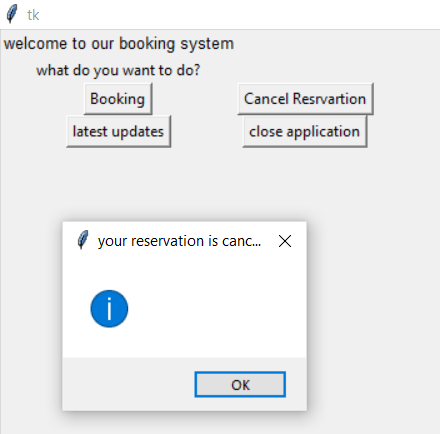 tk
welcome to our booking system
what do you want to do?
Booking
Cancel Resrvartion
latest updates
close application
your reservation is canc...
i
OK